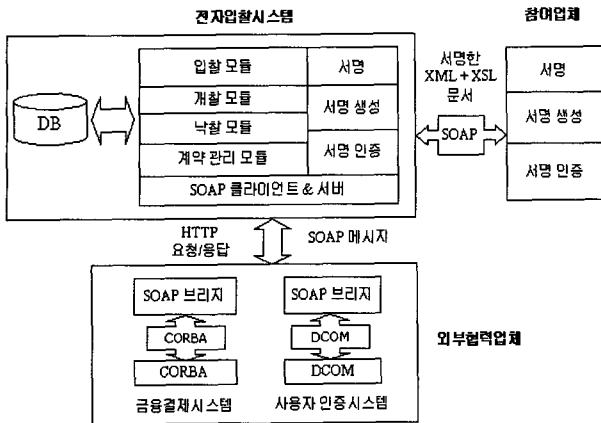 전자입찰시스템
참여업체
입찰 모듈
서명
개찰 모듈
서명 생성
낙찰 모듈
계약 관리 모듈
서명 인증
SOAP 클라이언트 & 서버
DB
서명한
XML + XSL
문서
SOAP
서명
서명 생성
서명 인증
HTTP
요청/응답
SOAP 메시지
SOAP 브리지
SOAP 브리지
CORBA
DCOM
CORBA
DCOM
금융결제시스템
사용자 인증 시스템
외부협력업체